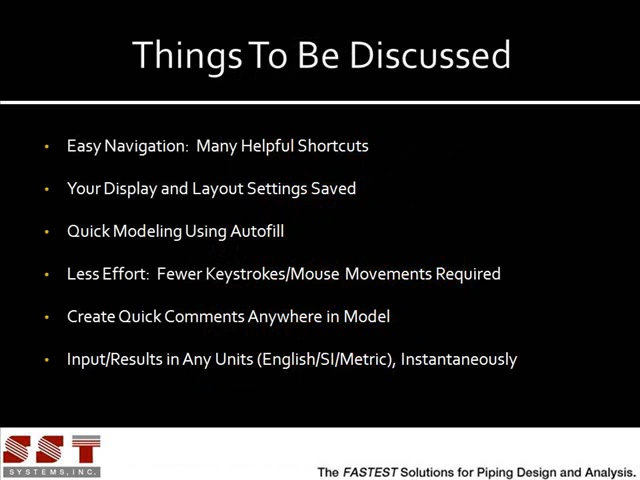 Things To Be Discussed
• Easy Navigation: Many Helpful Shortcuts
• Your Display and Layout Settings Saved
• Quick Modeling Using Autofill
• Less Effort: Fewer Keystrokes/Mouse Movements Required
• Create Quick Comments Anywhere in Model
• Input/Results in Any Units (English/SI/Metric), Instantaneously
SST
SYSTEMS, INC.
The FASTEST Solutions for Piping Design and Analysis.